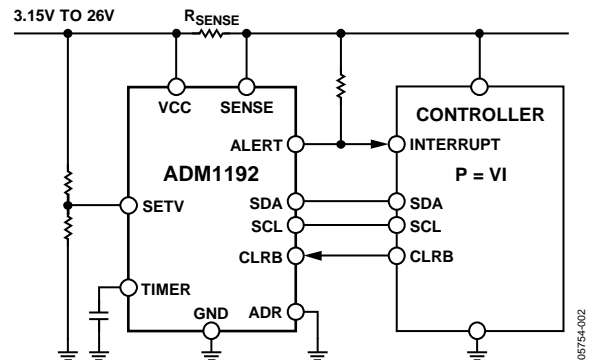 3.15V TO 26V
RSENSE
VCC SENSE
CONTROLLER
ALERT INTERRUPT
ADM1192 P = VI
SETV SDA SDA
SCL SCL
CLRB CLRB
TIMER
GND ADR
05754-002